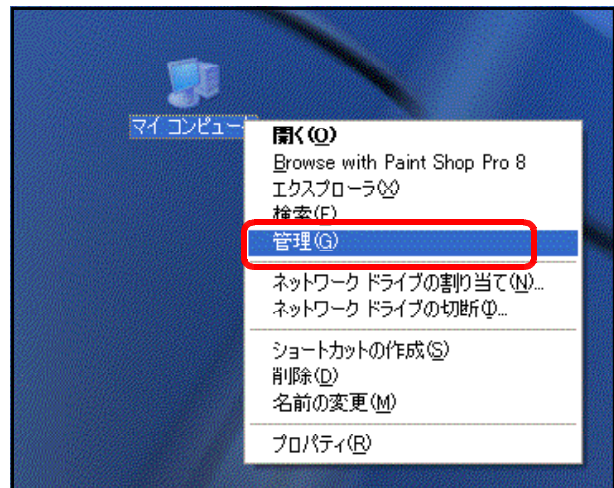 マイ コンピュータ
開く(O)
Browse with Paint Shop Pro 8
エクスプローラ(X)
検索(E)
管理(G)
ネットワーク ドライブの割り当て(N)...
ネットワーク ドライブの切断(I)...
ショートカットの作成(S)
削除(D)
名前の変更(M)
プロパティ(R)